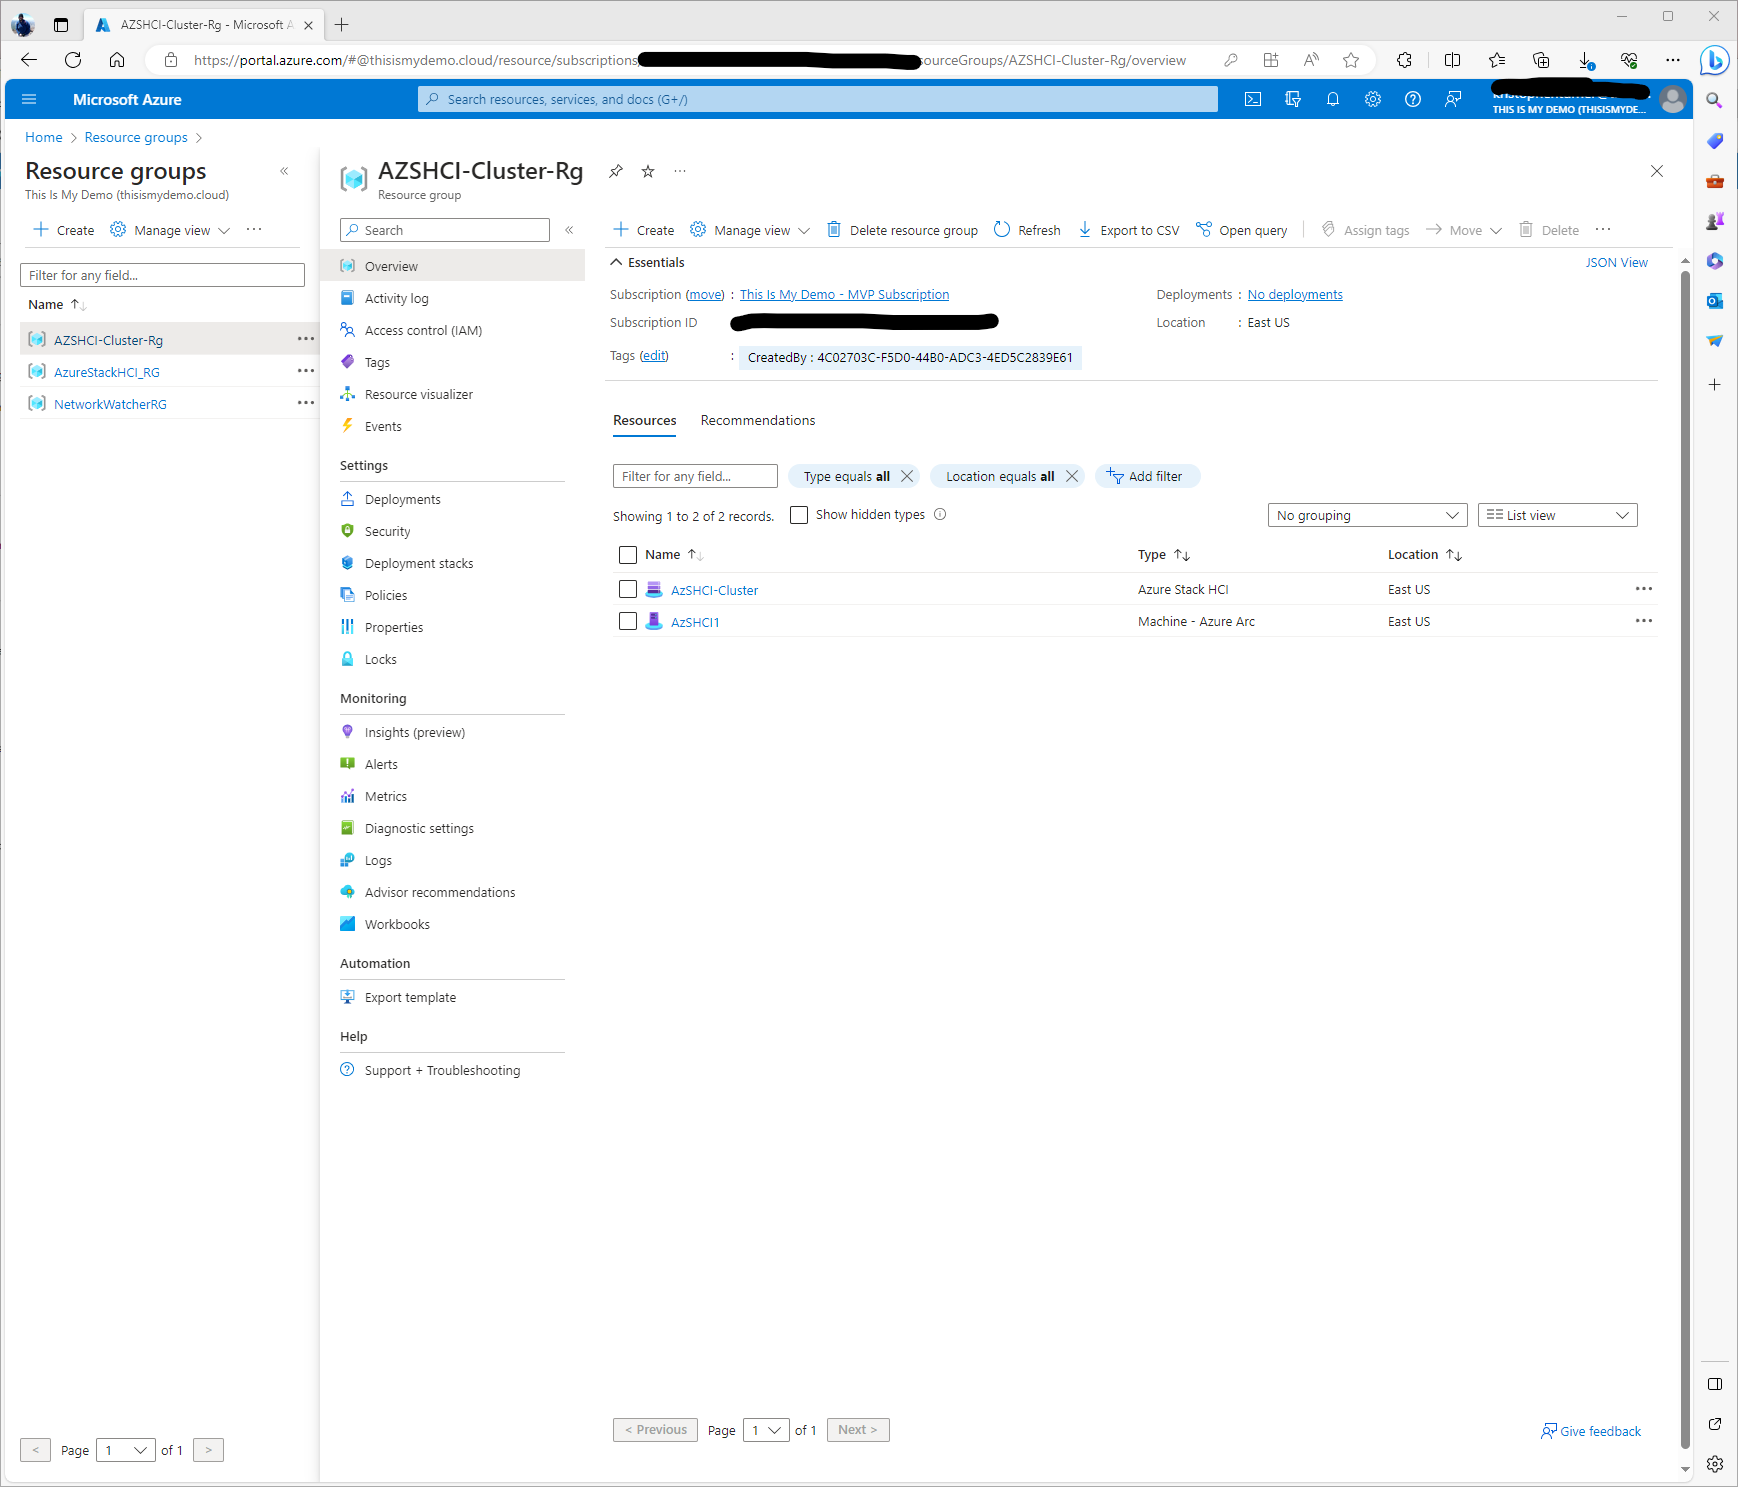 AZSHCI-Cluster-Rg - Microsoft A
https://portal.azure.com/#@thisismydemo.cloud/resource/subscriptions
sourceGroups/AZSHCI-Cluster-Rg/overview
Microsoft Azure
Search resources, services, and docs (G+/)
THIS IS MY DEMO (THISISMYDE...
Home > Resource groups >
Resource groups
This Is My Demo (thisismydemo.cloud)
Create
Manage view
Filter for any field...
Name
AZSHCI-Cluster-Rg
AzureStackHCI_RG
NetworkWatcherRG
< Page 1 of 1 >
AZSHCI-Cluster-Rg
Resource group
Search
Overview
Activity log
Access control (IAM)
Tags
Resource visualizer
Events
Settings
Deployments
Security
Deployment stacks
Policies
Properties
Locks
Monitoring
Insights (preview)
Alerts
Metrics
Diagnostic settings
Logs
Advisor recommendations
Workbooks
Automation
Export template
Help
Support + Troubleshooting
Create Manage view Delete resource group Refresh Export to CSV Open query Assign tags Move Delete
Essentials
JSON View
Subscription (move) : This Is My Demo - MVP Subscription
Deployments : No deployments
Subscription ID
Location : East US
Tags (edit) : CreatedBy : 4C02703C-F5D0-44B0-ADC3-4ED5C2839E61
Resources Recommendations
Filter for any field... Type equals all Location equals all Add filter
Showing 1 to 2 of 2 records. Show hidden types No grouping List view
Name Type Location
AzSHCI-Cluster Azure Stack HCI East US
AzSHCI1 Machine - Azure Arc East US
< Previous Page 1 of 1 Next >
Give feedback